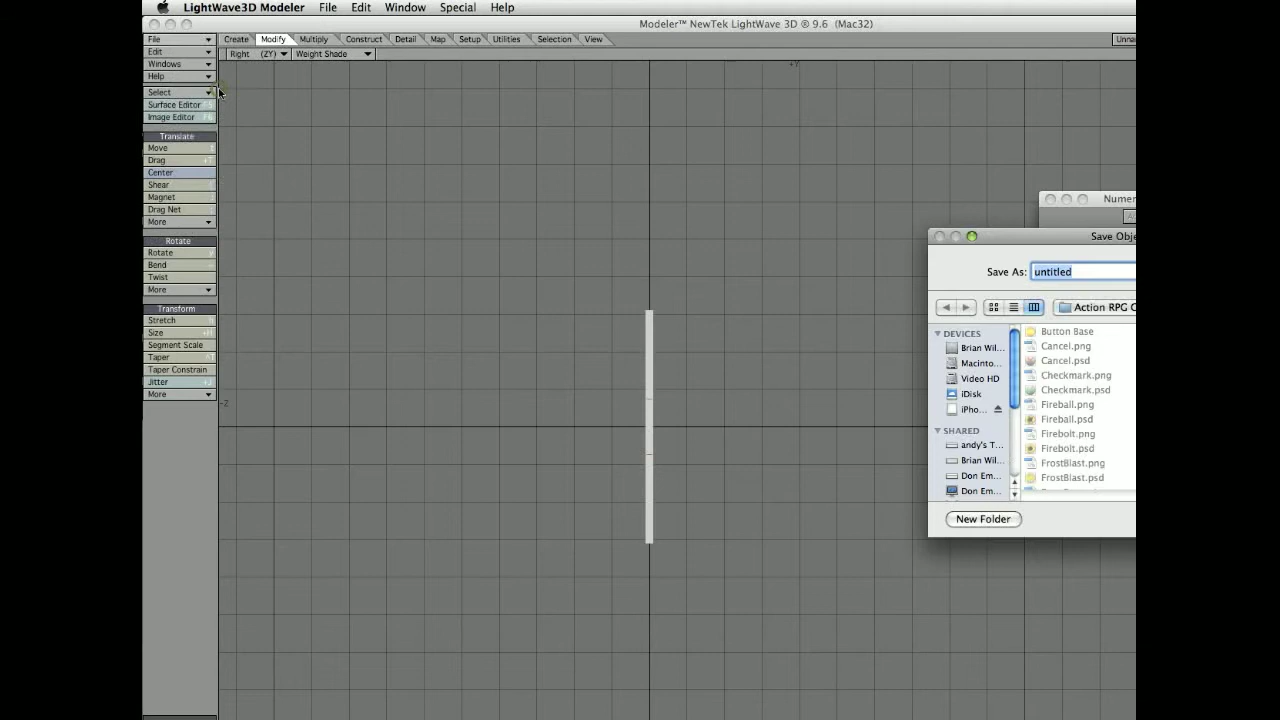 LightWave3D Modeler File Edit Window Special Help
Modeler™ NewTek LightWave 3D ® 9.6 (Mac32)
File Create Modify Multiply Construct Detail Map Setup Utilities Selection View
Edit Right (ZY) Weight Shade
Windows
Help
Select
Surface Editor
Image Editor F6
Translate
Move t
Drag
Center
Shear
Magnet
Drag Net
More
Rotate
Rotate y
Bend
Twist
More
Transform
Stretch
Size
Segment Scale
Taper
Taper Constrain
Jitter
More
-Z
Save As: untitled
Action RPG
DEVICES
Brian Wil...
Macinto...
Video HD
iDisk
iPho...
SHARED
andy's T...
Brian Wil...
Don Em...
Don Em...
Button Base
Cancel.png
Cancel.psd
Checkmark.png
Checkmark.psd
Fireball.png
Fireball.psd
Firebolt.png
Firebolt.psd
FrostBlast.png
FrostBlast.psd
New Folder